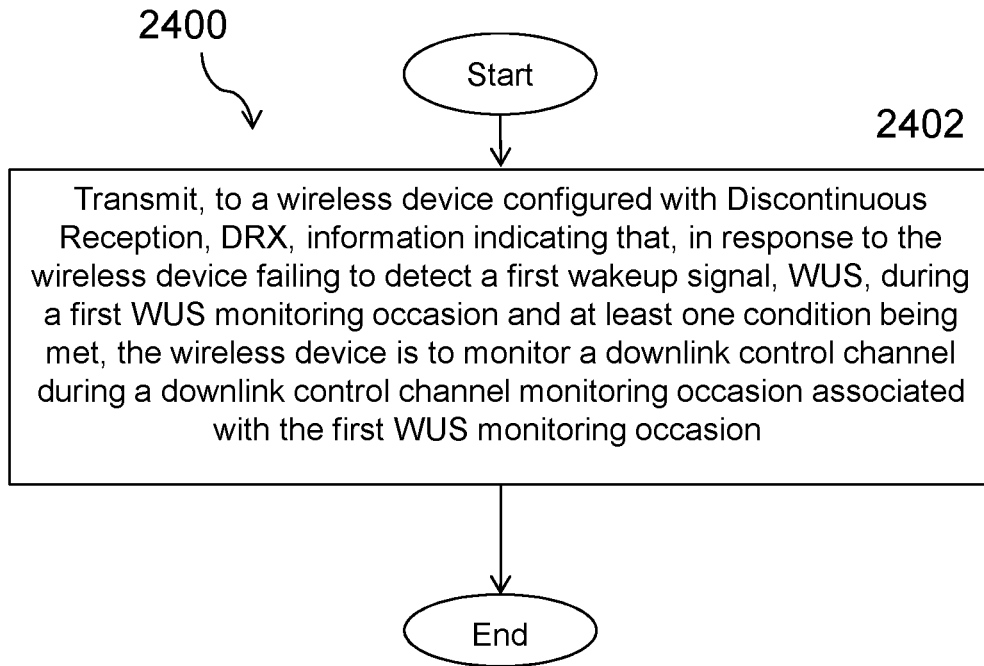 2400
Start
2402
Transmit, to a wireless device configured with Discontinuous
Reception, DRX, information indicating that, in response to the
wireless device failing to detect a first wakeup signal, WUS, during
a first WUS monitoring occasion and at least one condition being
met, the wireless device is to monitor a downlink control channel
during a downlink control channel monitoring occasion associated
with the first WUS monitoring occasion
End